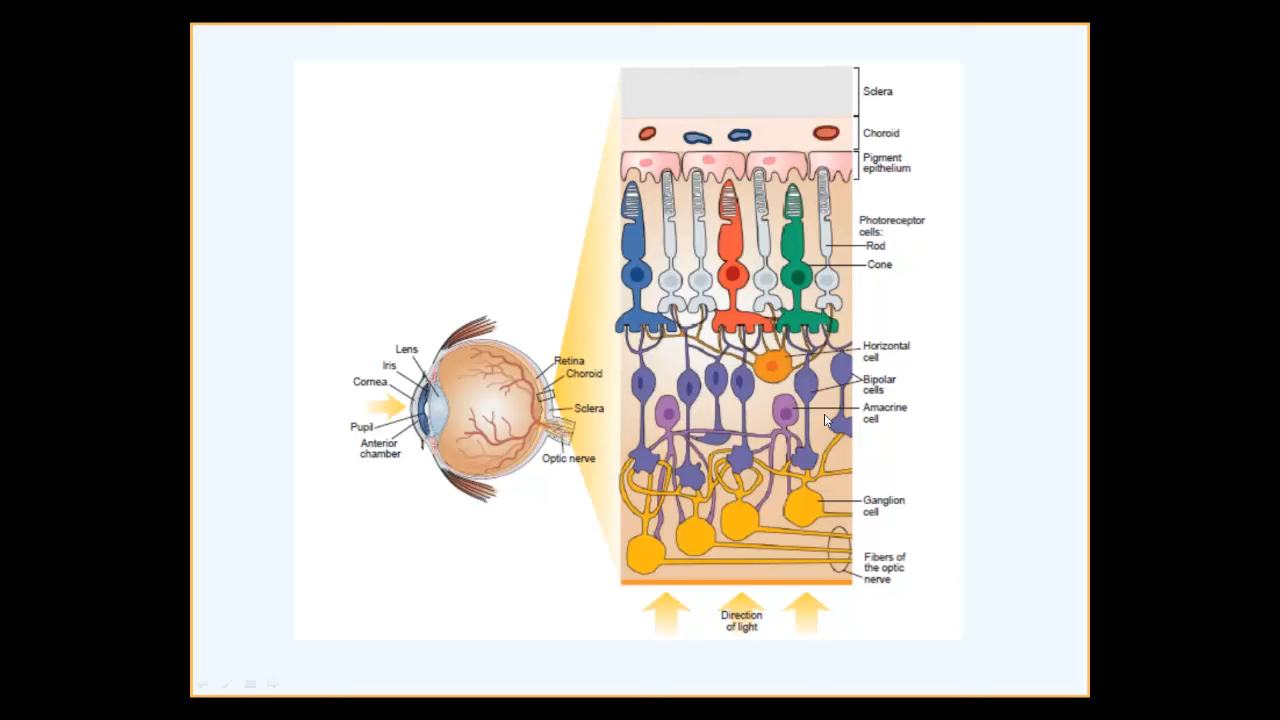 Lens
Iris
Cornea
Pupil
Anterior
chamber
Retina
Choroid
Sclera
Optic nerve
Sclera
Choroid
Pigment
epithelium
Photoreceptor
cells:
Rod
Cone
Horizontal
cell
Bipolar
cells
Amacrine
cell
Ganglion
cell
Fibers of
the optic
nerve
Direction
of light